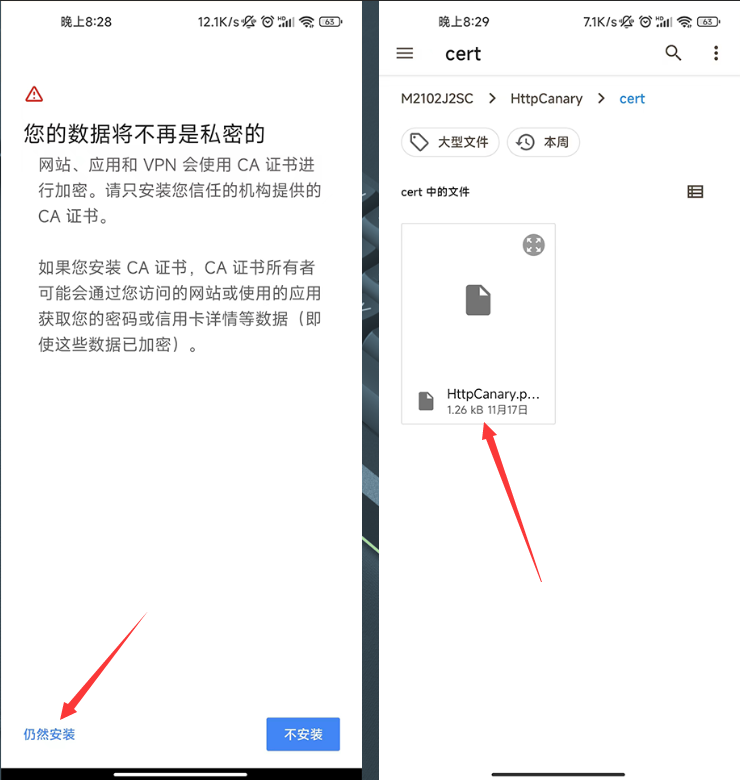 晚上8:28
12.1K/s
63
您的数据将不再是私密的
网站、应用和 VPN 会使用 CA 证书进
行加密。请只安装您信任的机构提供的
CA 证书。
如果您安装 CA 证书，CA 证书所有者
可能会通过您访问的网站或使用的应用
获取您的密码或信用卡详情等数据（即
使这些数据已加密）。
仍然安装
不安装
晚上8:29
7.1K/s
63
cert
M2102J2SC > HttpCanary > cert
大型文件
本周
cert 中的文件
HttpCanary.p...
1.26 kB 11月17日